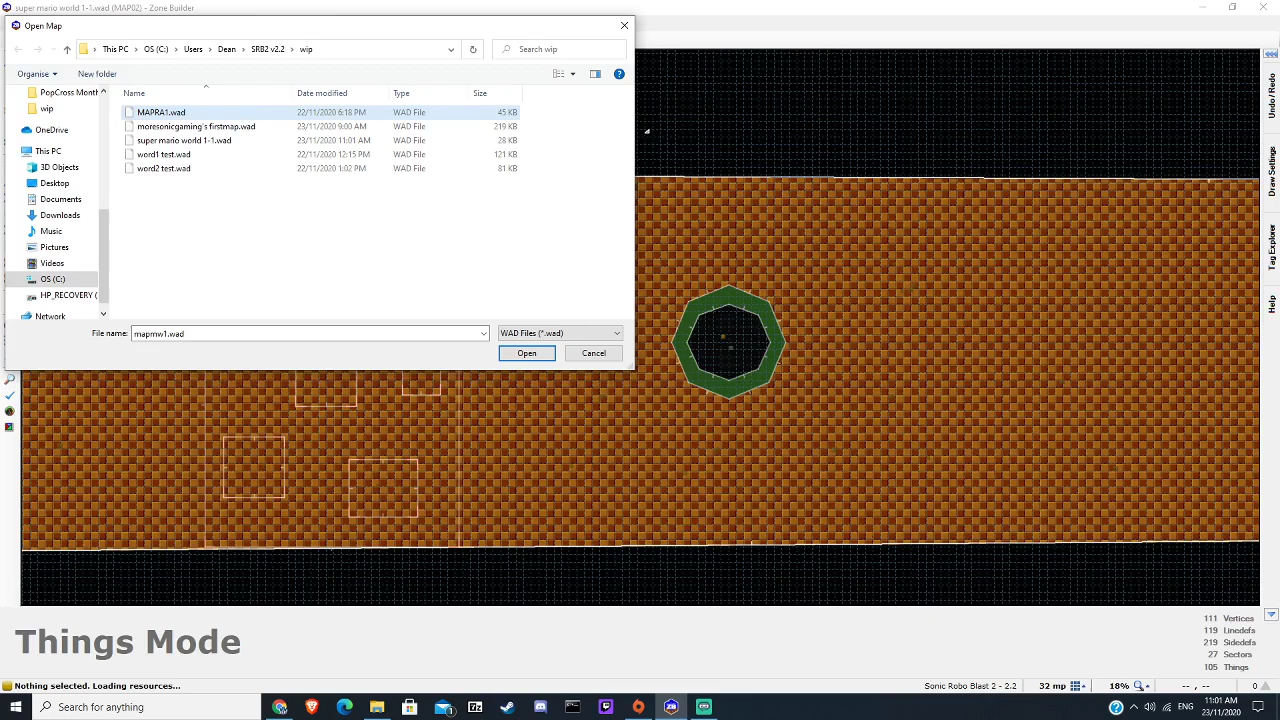 super mario world 1-1.wad (MAP02) - Zone Builder
Open Map
This PC > OS (C:) > Users > Dean > SRB2 v2.2 > wip
Search wip
Organise
New folder
Name Date modified Type Size
MAPRA1.wad 22/11/2020 6:18 PM WAD File 45 KB
moresonicgaming's firstmap.wad 23/11/2020 9:00 AM WAD File 219 KB
super mario world 1-1.wad 23/11/2020 11:01 AM WAD File 28 KB
word1 test.wad 22/11/2020 12:15 PM WAD File 121 KB
word2 test.wad 22/11/2020 1:02 PM WAD File 81 KB
PopCross Month
wip
OneDrive
This PC
3D Objects
Desktop
Documents
Downloads
Music
Pictures
Videos
OS (C:)
HP_RECOVERY (
Network
File name: mapmw1.wad WAD Files (*.wad)
Open Cancel
Undo / Redo
Draw Settings
Tag Explorer
Help
Things Mode
111 Vertices
119 Linedefs
219 Sidedefs
27 Sectors
105 Things
Nothing selected. Loading resources... Sonic Robo Blast 2 - 2.2 32 mp 18% -- , -- 0
Search for anything
ENG
11:01 AM
23/11/2020